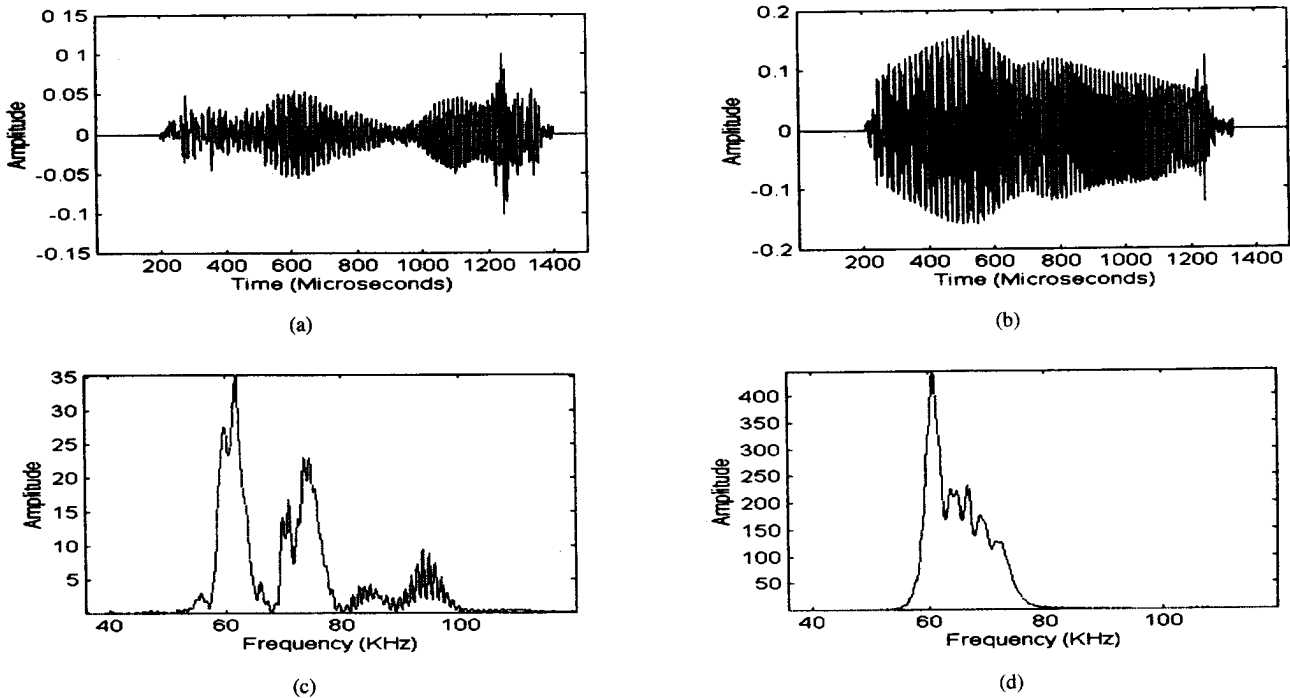 0.15
0.1
0.05
0
-0.05
-0.1
-0.15
Amplitude
200 400 600 800 1000 1200 1400
Time (Microseconds)
(a)
0.2
0.1
0
-0.1
-0.2
Amplitude
200 400 600 800 1000 1200 1400
Time (Microseconds)
(b)
35
30
25
20
15
10
5
Amplitude
40 60 80 100
Frequency (KHz)
(c)
400
350
300
250
200
150
100
50
Amplitude
40 60 80 100
Frequency (KHz)
(d)